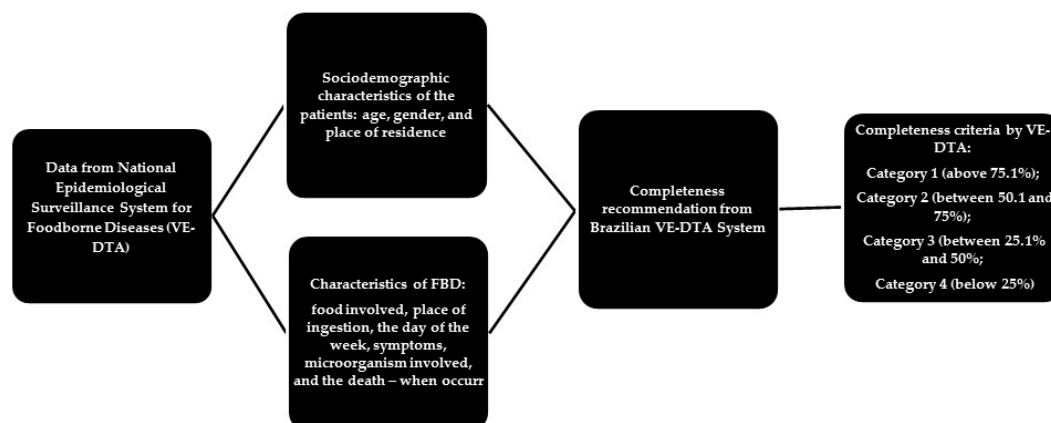 Data from National
Epidemiological
Surveillance System for
Foodborne Diseases (VE-
DTA)
Sociodemographic
characteristics of the
patients: age, gender, and
place of residence
Characteristics of FBD:
food involved, place of
ingestion, the day of the
week, symptoms,
microorganism involved,
and the death – when occurr
Completeness
recommendation from
Brazilian VE-DTA System
Completeness criteria by VE-
DTA:
Category 1 (above 75.1%);
Category 2 (between 50.1 and
75%);
Category 3 (between 25.1%
and 50%;
Category 4 (below 25%)